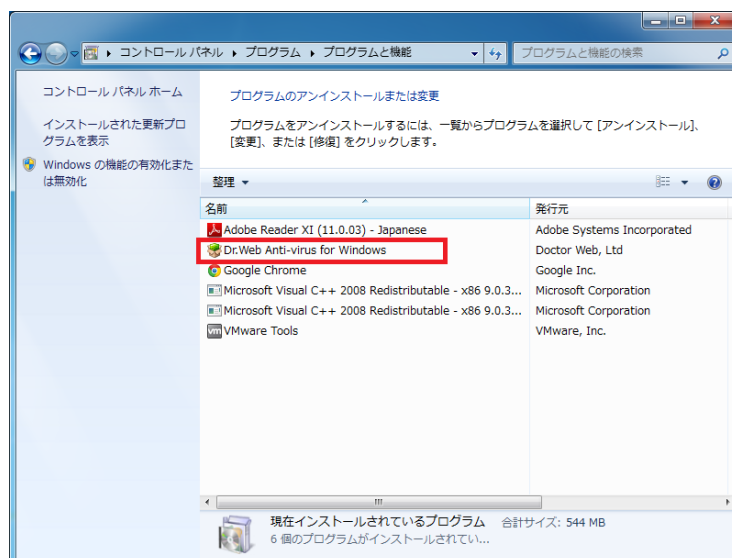 コントロール パネル ▸ プログラム ▸ プログラムと機能
プログラムと機能の検索
コントロール パネル ホーム
インストールされた更新プロ
グラムを表示
Windows の機能の有効化また
は無効化
プログラムのアンインストールまたは変更
プログラムをアンインストールするには、一覧からプログラムを選択して [アンインストール]、
[変更]、または [修復] をクリックします。
整理
名前 発行元
Adobe Reader XI (11.0.03) - Japanese Adobe Systems Incorporated
Dr.Web Anti-virus for Windows Doctor Web, Ltd
Google Chrome Google Inc.
Microsoft Visual C++ 2008 Redistributable - x86 9.0.3... Microsoft Corporation
Microsoft Visual C++ 2008 Redistributable - x86 9.0.3... Microsoft Corporation
VMware Tools VMware, Inc.
現在インストールされているプログラム 合計サイズ: 544 MB
6 個のプログラムがインストールされてい...